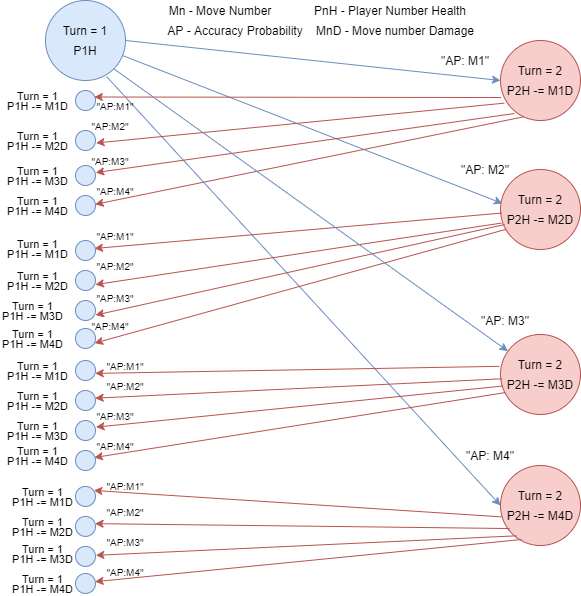 Mn - Move Number
PnH - Player Number Health
AP - Accuracy Probability
MnD - Move number Damage
Turn = 1
P1H
"AP: M1"
Turn = 2
P2H -= M1D
Turn = 1
P1H -= M1D
"AP:M1"
Turn = 1
P1H -= M2D
"AP:M2"
Turn = 1
P1H -= M3D
"AP:M3"
Turn = 1
P1H -= M4D
"AP:M4"
"AP: M2"
Turn = 2
P2H -= M2D
Turn = 1
P1H -= M1D
"AP:M1"
Turn = 1
P1H -= M2D
"AP:M2"
Turn = 1
P1H -= M3D
"AP:M3"
Turn = 1
P1H -= M4D
"AP:M4"
"AP: M3"
Turn = 2
P2H -= M3D
Turn = 1
P1H -= M1D
"AP:M1"
Turn = 1
P1H -= M2D
"AP:M2"
Turn = 1
P1H -= M3D
"AP:M3"
Turn = 1
P1H -= M4D
"AP:M4"
"AP: M4"
Turn = 2
P2H -= M4D
Turn = 1
P1H -= M1D
"AP:M1"
Turn = 1
P1H -= M2D
"AP:M2"
Turn = 1
P1H -= M3D
"AP:M3"
Turn = 1
P1H -= M4D
"AP:M4"